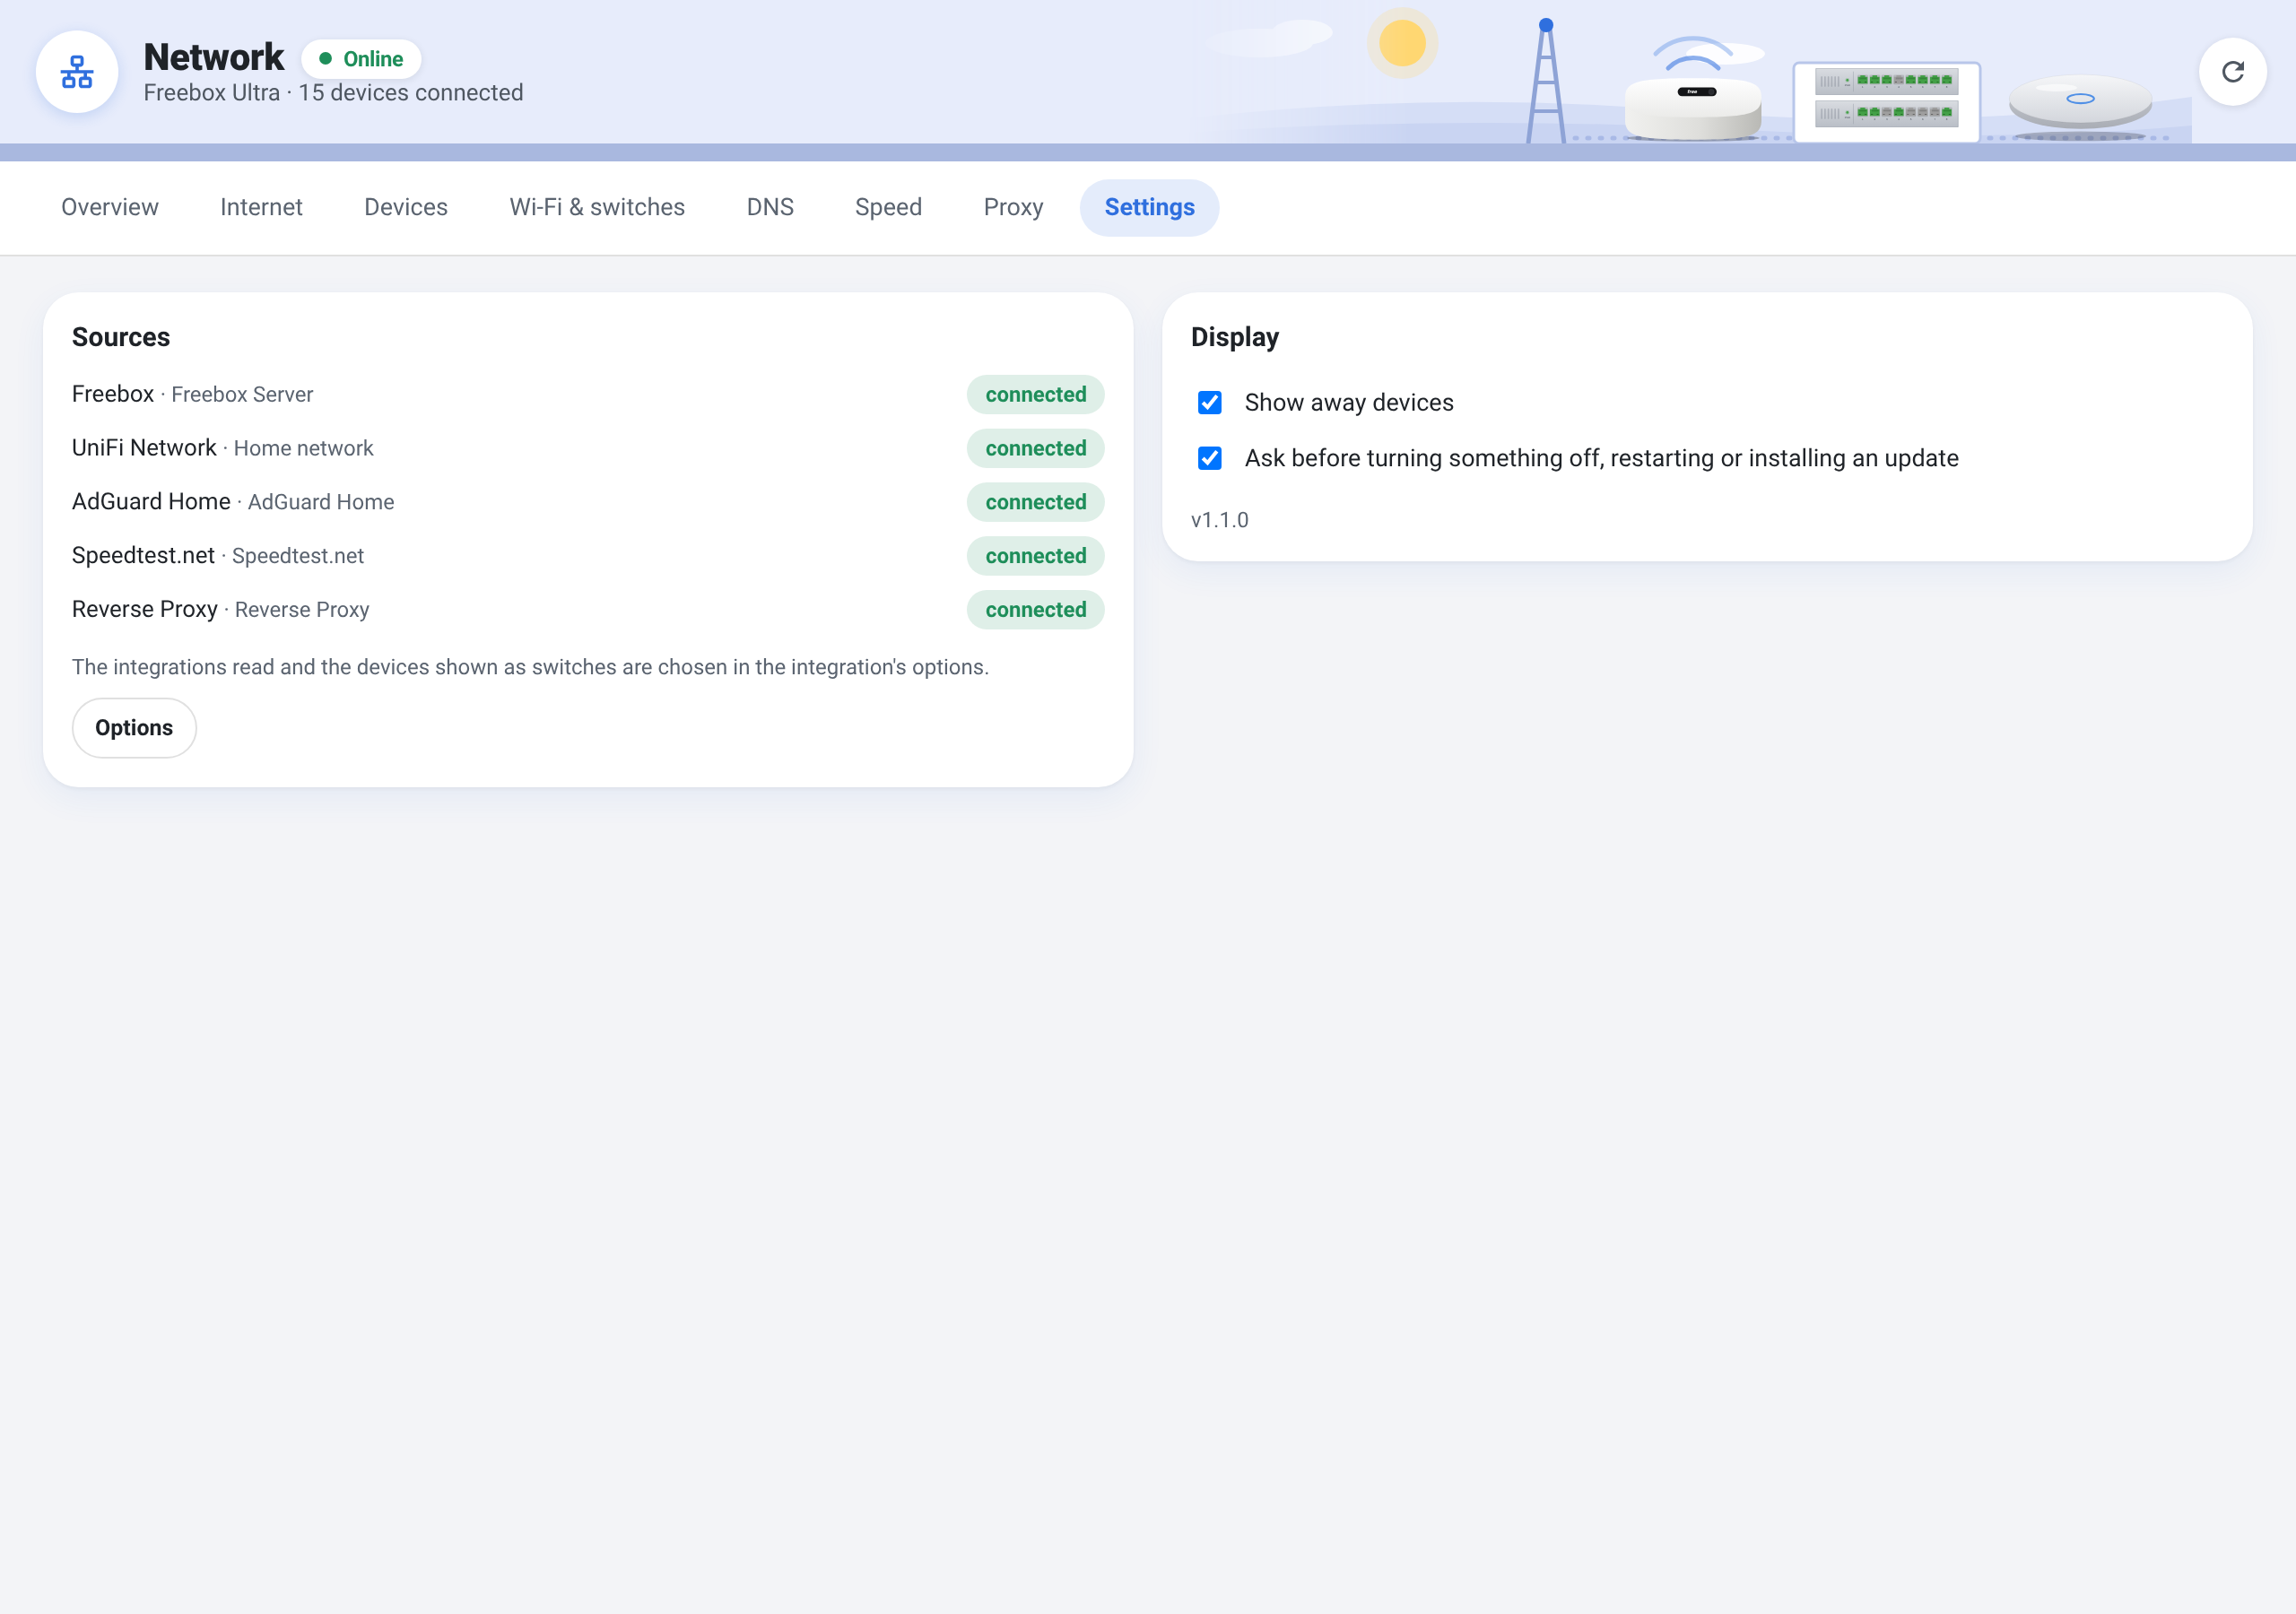 Network
Online
Freebox Ultra · 15 devices connected
Overview
Internet
Devices
Wi-Fi & switches
DNS
Speed
Proxy
Settings
Sources
Freebox · Freebox Server
connected
UniFi Network · Home network
connected
AdGuard Home · AdGuard Home
connected
Speedtest.net · Speedtest.net
connected
Reverse Proxy · Reverse Proxy
connected
The integrations read and the devices shown as switches are chosen in the integration's options.
Options
Display
Show away devices
Ask before turning something off, restarting or installing an update
v1.1.0